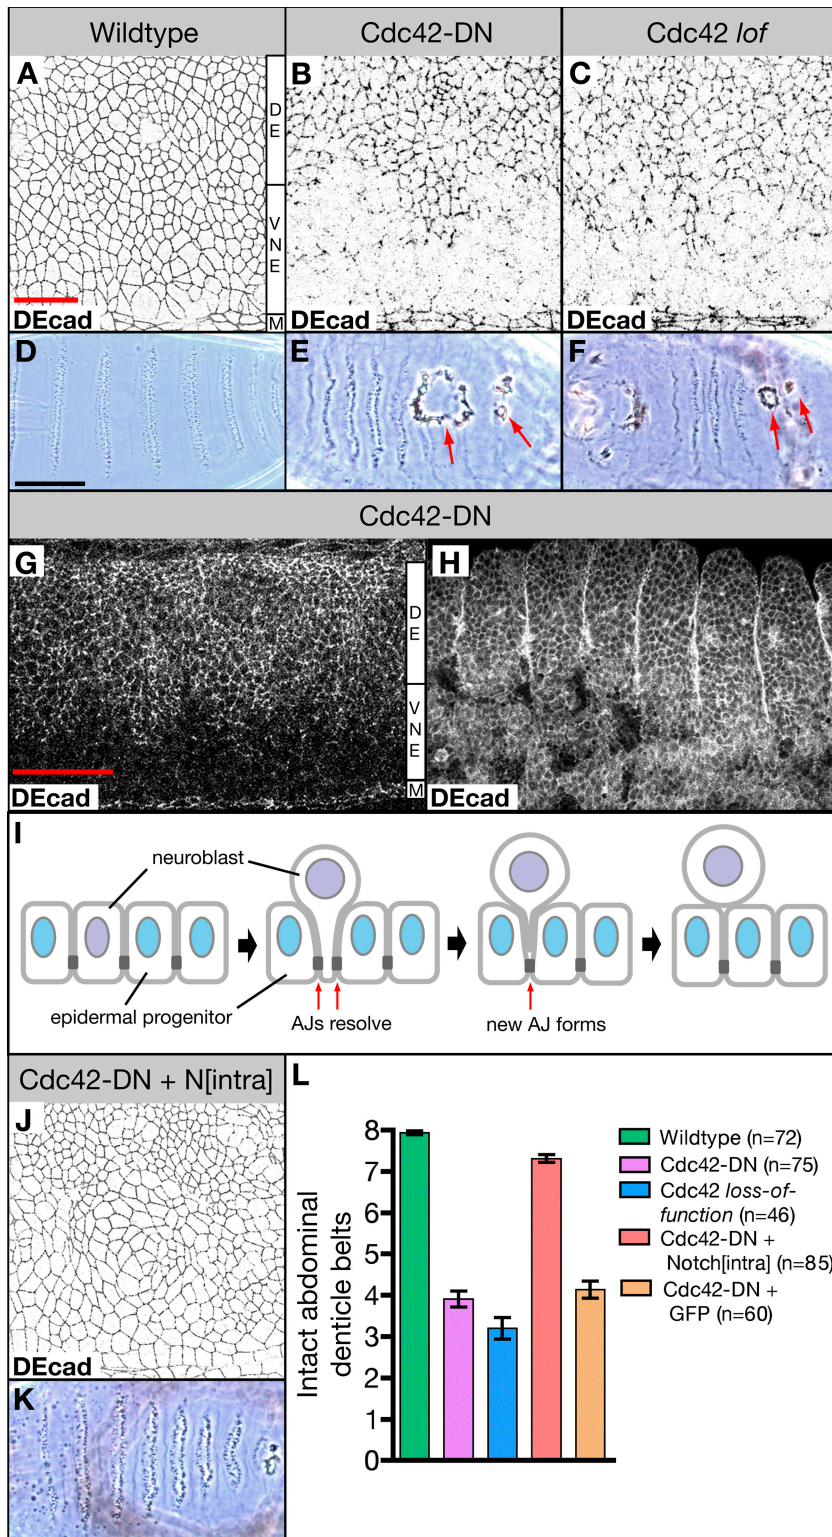 Wildtype
Cdc42-DN
Cdc42 lof
A
B
C
D
E
V
N
E
M
DEcad
DEcad
DEcad
D
E
F
Cdc42-DN
G
H
D
E
V
N
E
M
DEcad
DEcad
I
neuroblast
epidermal progenitor
AJs resolve
new AJ forms
Cdc42-DN + N[intra]
J
DEcad
K
L
Intact abdominal
denticle belts
8
7
6
5
4
3
2
1
0
Wildtype (n=72)
Cdc42-DN (n=75)
Cdc42 loss-of-
function (n=46)
Cdc42-DN +
Notch[intra] (n=85)
Cdc42-DN +
GFP (n=60)